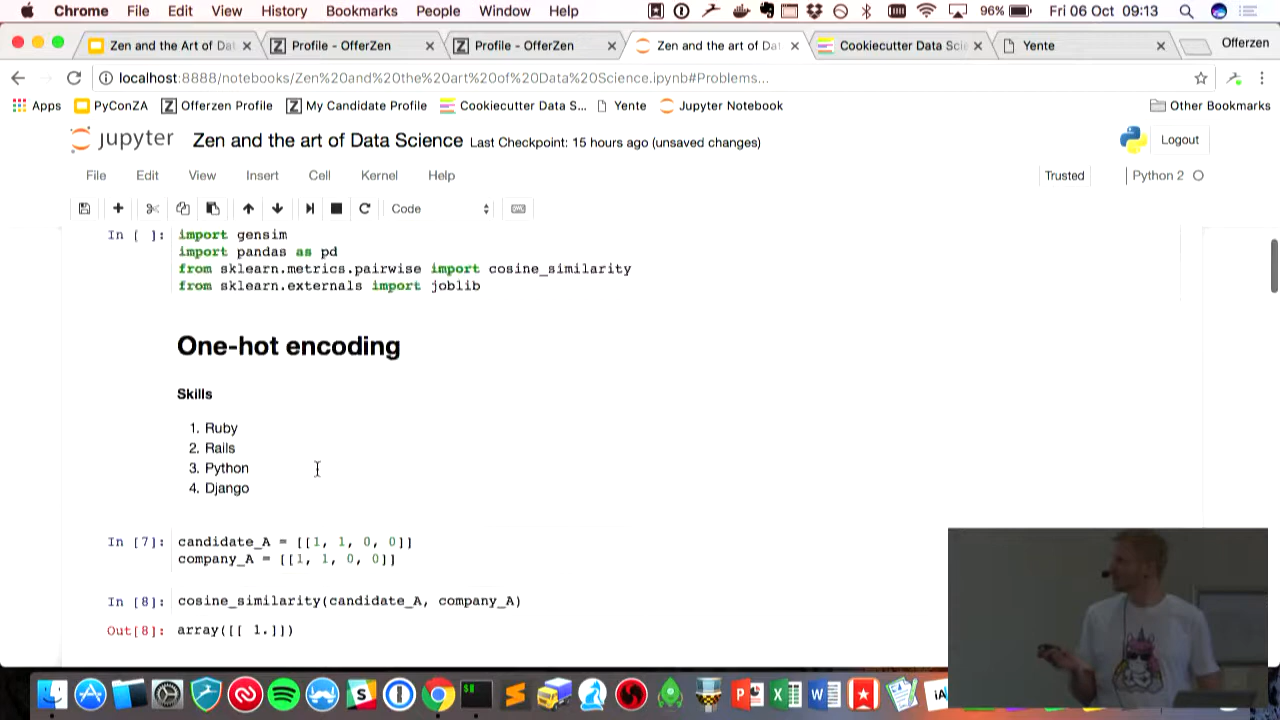 Chrome File Edit View History Bookmarks People Window Help 96% Fri 06 Oct 09:13
Zen and the Art of Dat Profile - OfferZen Profile - OfferZen Zen and the art of Dat Cookiecutter Data Scie Yente Offerzen
localhost:8888/notebooks/Zen%20and%20the%20art%20of%20Data%20Science.ipynb#Problems...
Apps PyConZA Offerzen Profile My Candidate Profile Cookiecutter Data S... Yente Jupyter Notebook Other Bookmarks
jupyter Zen and the art of Data Science Last Checkpoint: 15 hours ago (unsaved changes) Logout
File Edit View Insert Cell Kernel Help Trusted Python 2
Code
In [ ]: import gensim
import pandas as pd
from sklearn.metrics.pairwise import cosine_similarity
from sklearn.externals import joblib
One-hot encoding
Skills
1. Ruby
2. Rails
3. Python
4. Django
In [7]: candidate_A = [[1, 1, 0, 0]]
company_A = [[1, 1, 0, 0]]
In [8]: cosine_similarity(candidate_A, company_A)
Out[8]: array([[ 1.]])